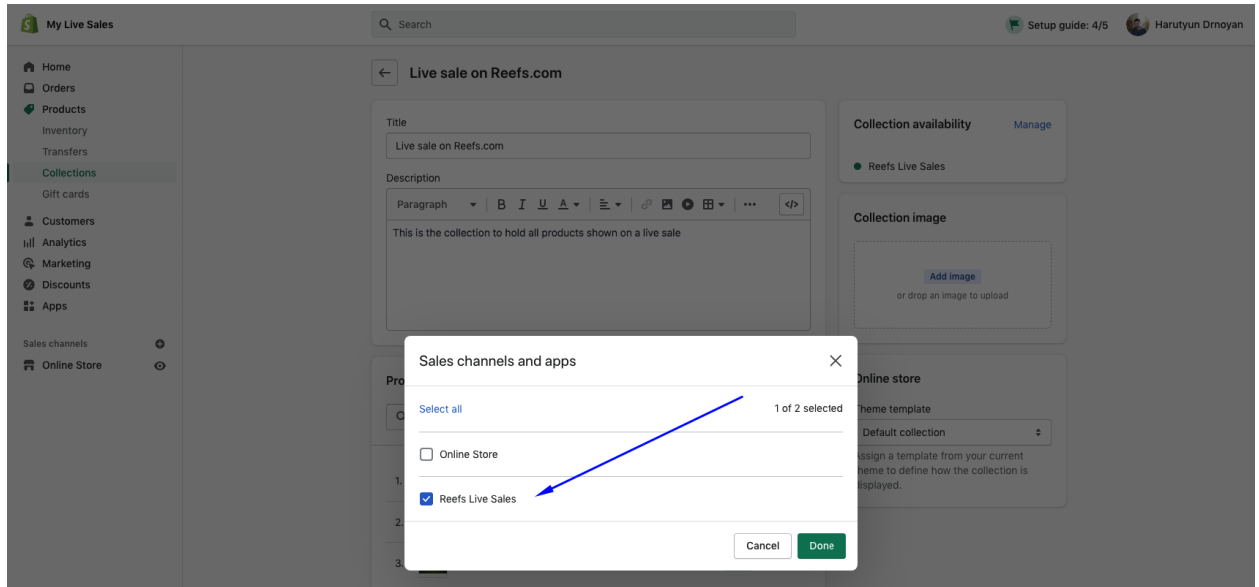 My Live Sales
Search
Setup guide: 4/5
Harutyun Drnoyan
Home
Orders
Products
Inventory
Transfers
Collections
Gift cards
Customers
Analytics
Marketing
Discounts
Apps
Sales channels
Online Store
Live sale on Reefs.com
Title
Live sale on Reefs.com
Description
Paragraph
B I U A
This is the collection to hold all products shown on a live sale
Collection availability
Manage
Reefs Live Sales
Collection image
Add image
or drop an image to upload
Sales channels and apps
Select all
1 of 2 selected
Online Store
Reefs Live Sales
Cancel
Done
1.
2.
3.
Online store
Theme template
Default collection
Assign a template from your current
theme to define how the collection is
displayed.